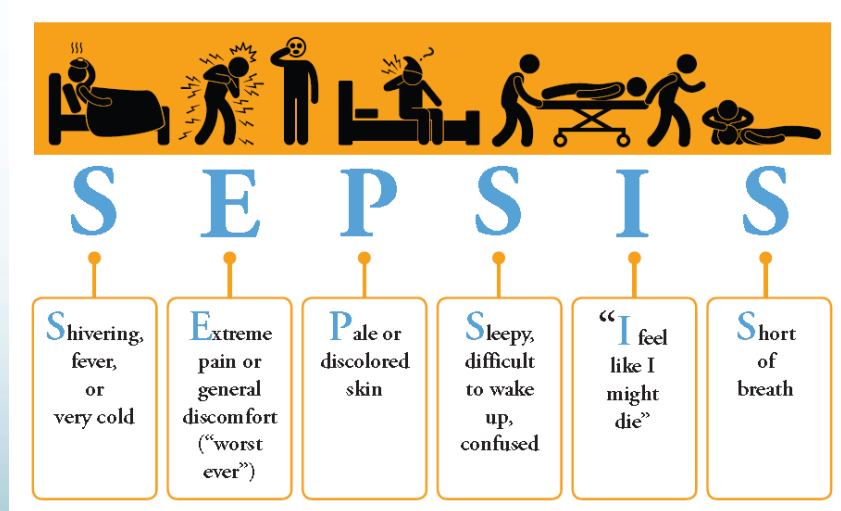 ?
S E P S I S
Shivering,
fever,
or
very cold
Extreme
pain or
general
discomfort
(“worst
ever”)
Pale or
discolored
skin
Sleepy,
difficult
to wake
up,
confused
“I feel
like I
might
die”
Short
of
breath